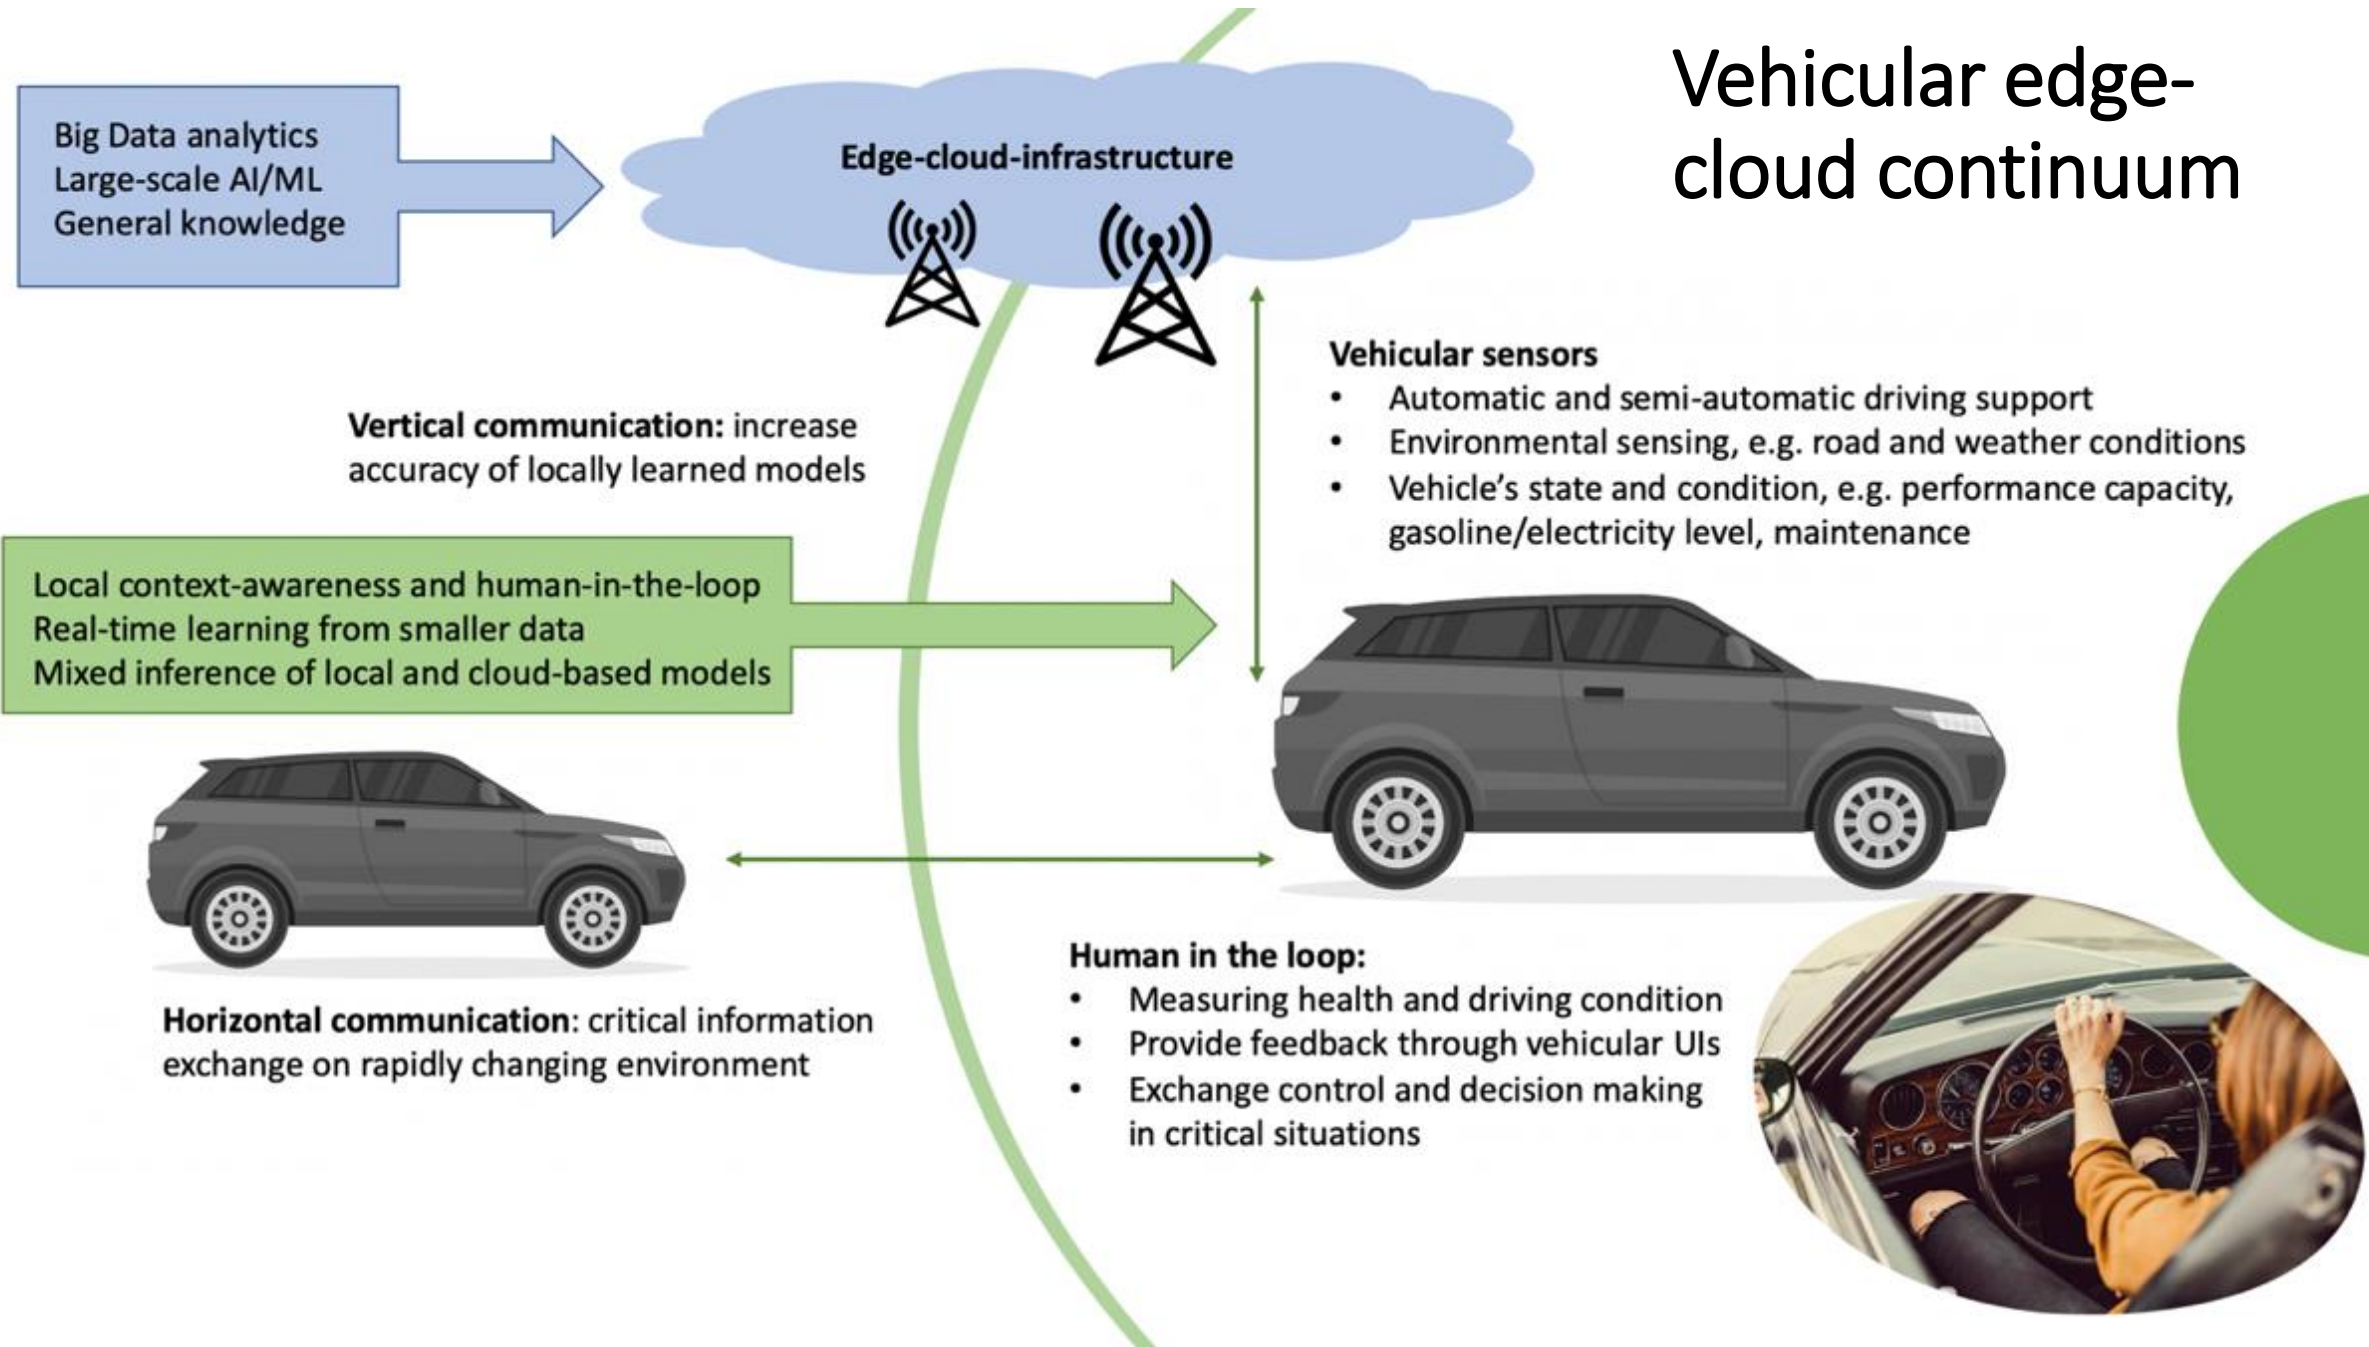 Vehicular edge-
cloud continuum
Big Data analytics
Large-scale AI/ML
General knowledge
Edge-cloud-infrastructure
Vehicular sensors
• Automatic and semi-automatic driving support
• Environmental sensing, e.g. road and weather conditions
• Vehicle’s state and condition, e.g. performance capacity,
gasoline/electricity level, maintenance
Vertical communication: increase
accuracy of locally learned models
Local context-awareness and human-in-the-loop
Real-time learning from smaller data
Mixed inference of local and cloud-based models
Horizontal communication: critical information
exchange on rapidly changing environment
Human in the loop:
• Measuring health and driving condition
• Provide feedback through vehicular UIs
• Exchange control and decision making
in critical situations